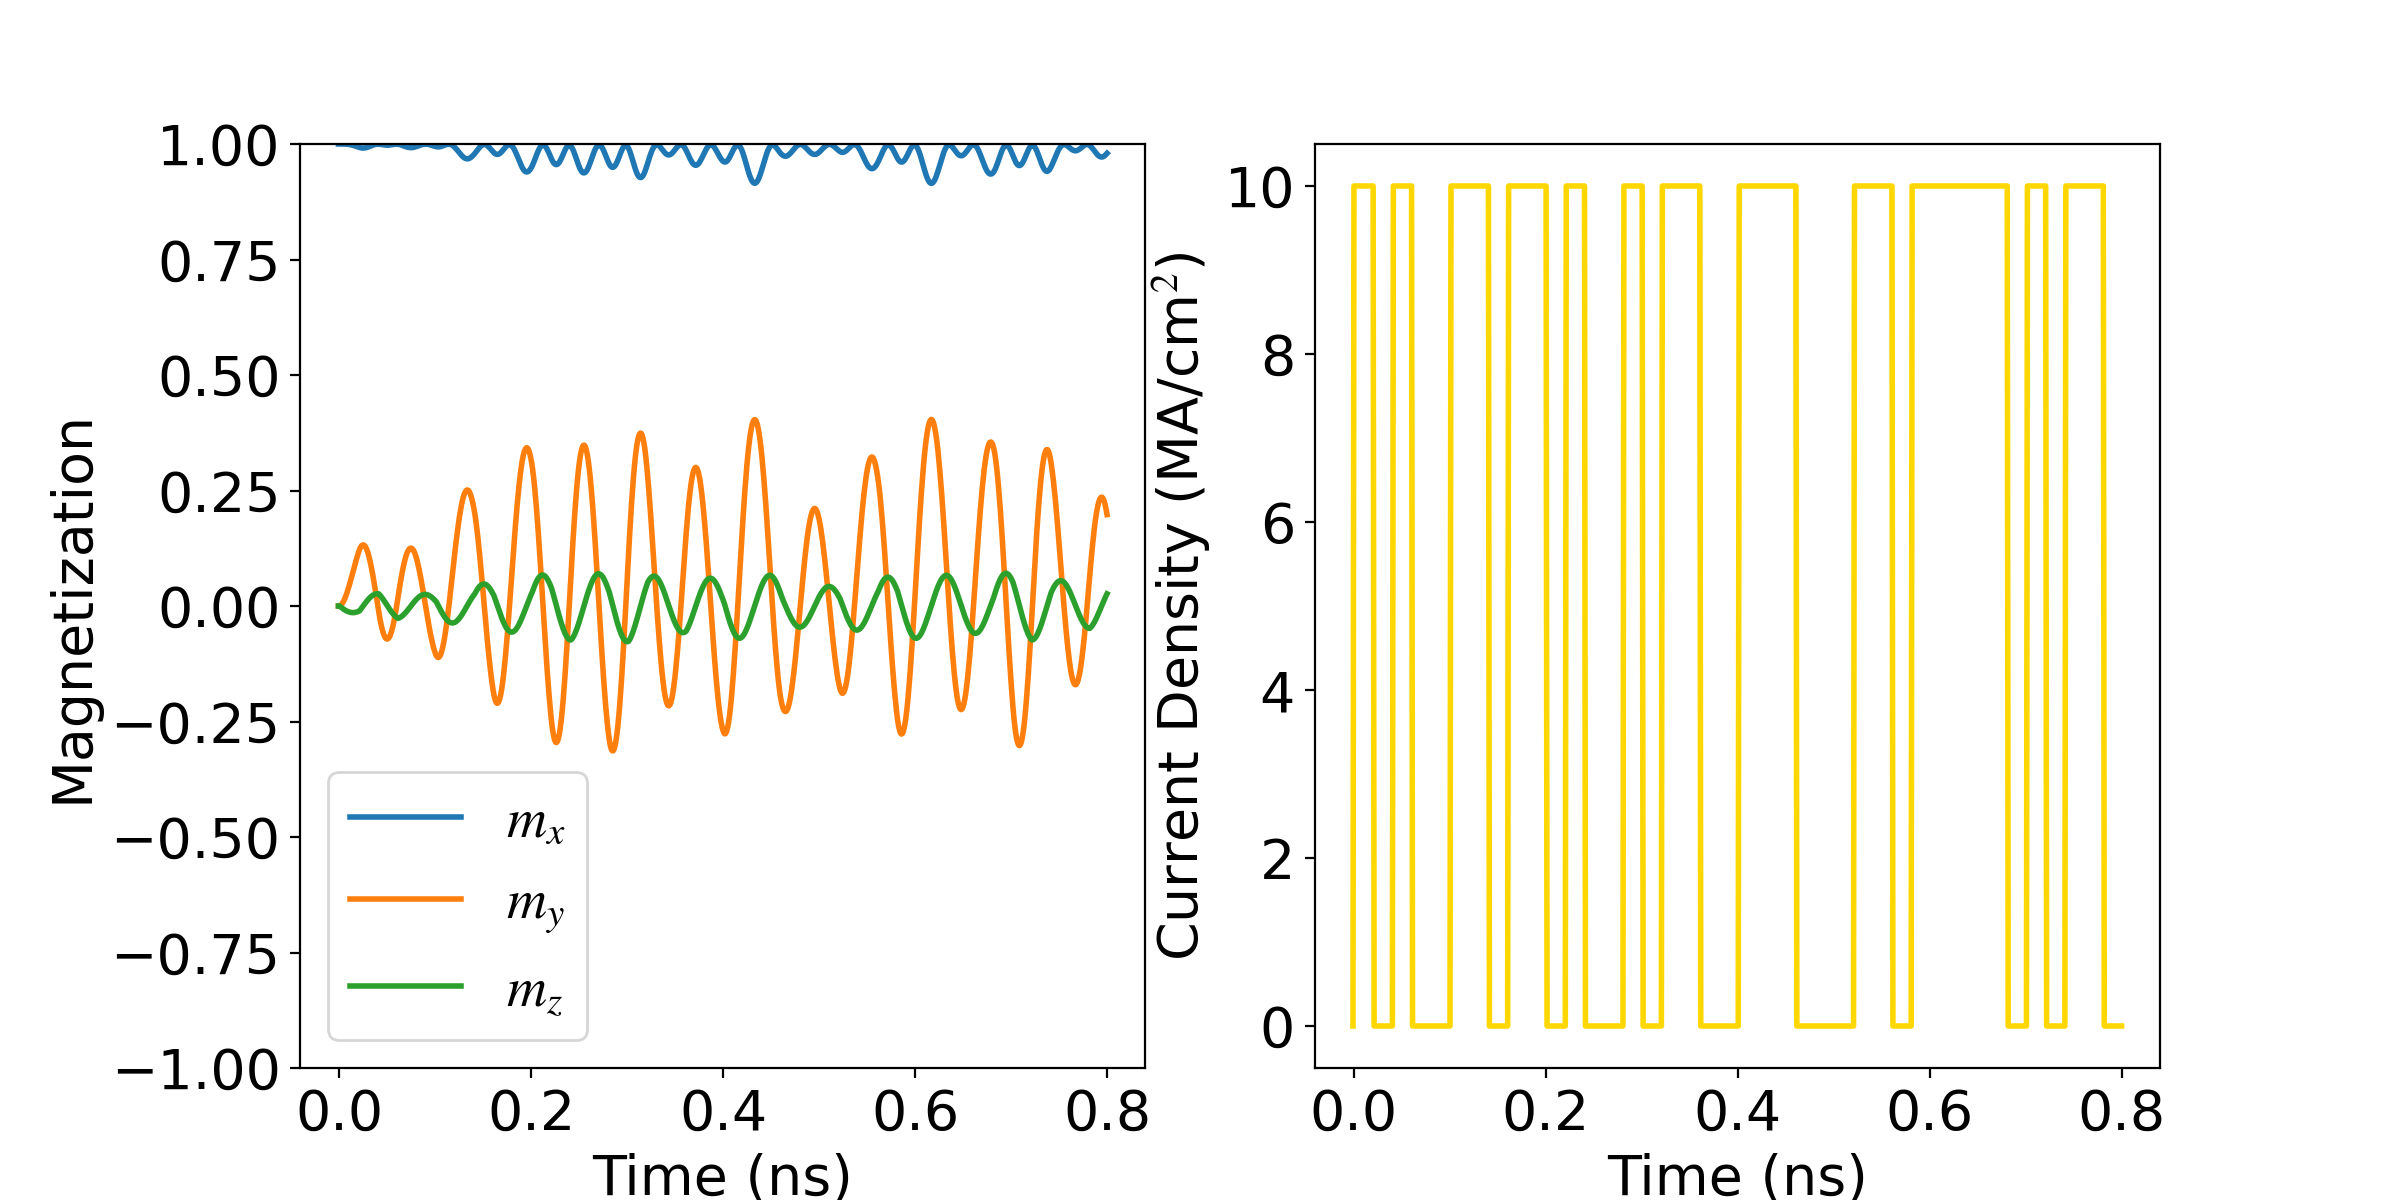 Magnetization
1.00
0.75
0.50
0.25
0.00
−0.25
−0.50
−0.75
−1.00
m_x
m_y
m_z
0.0 0.2 0.4 0.6 0.8
Time (ns)
Current Density (MA/cm²)
10
8
6
4
2
0
0.0 0.2 0.4 0.6 0.8
Time (ns)